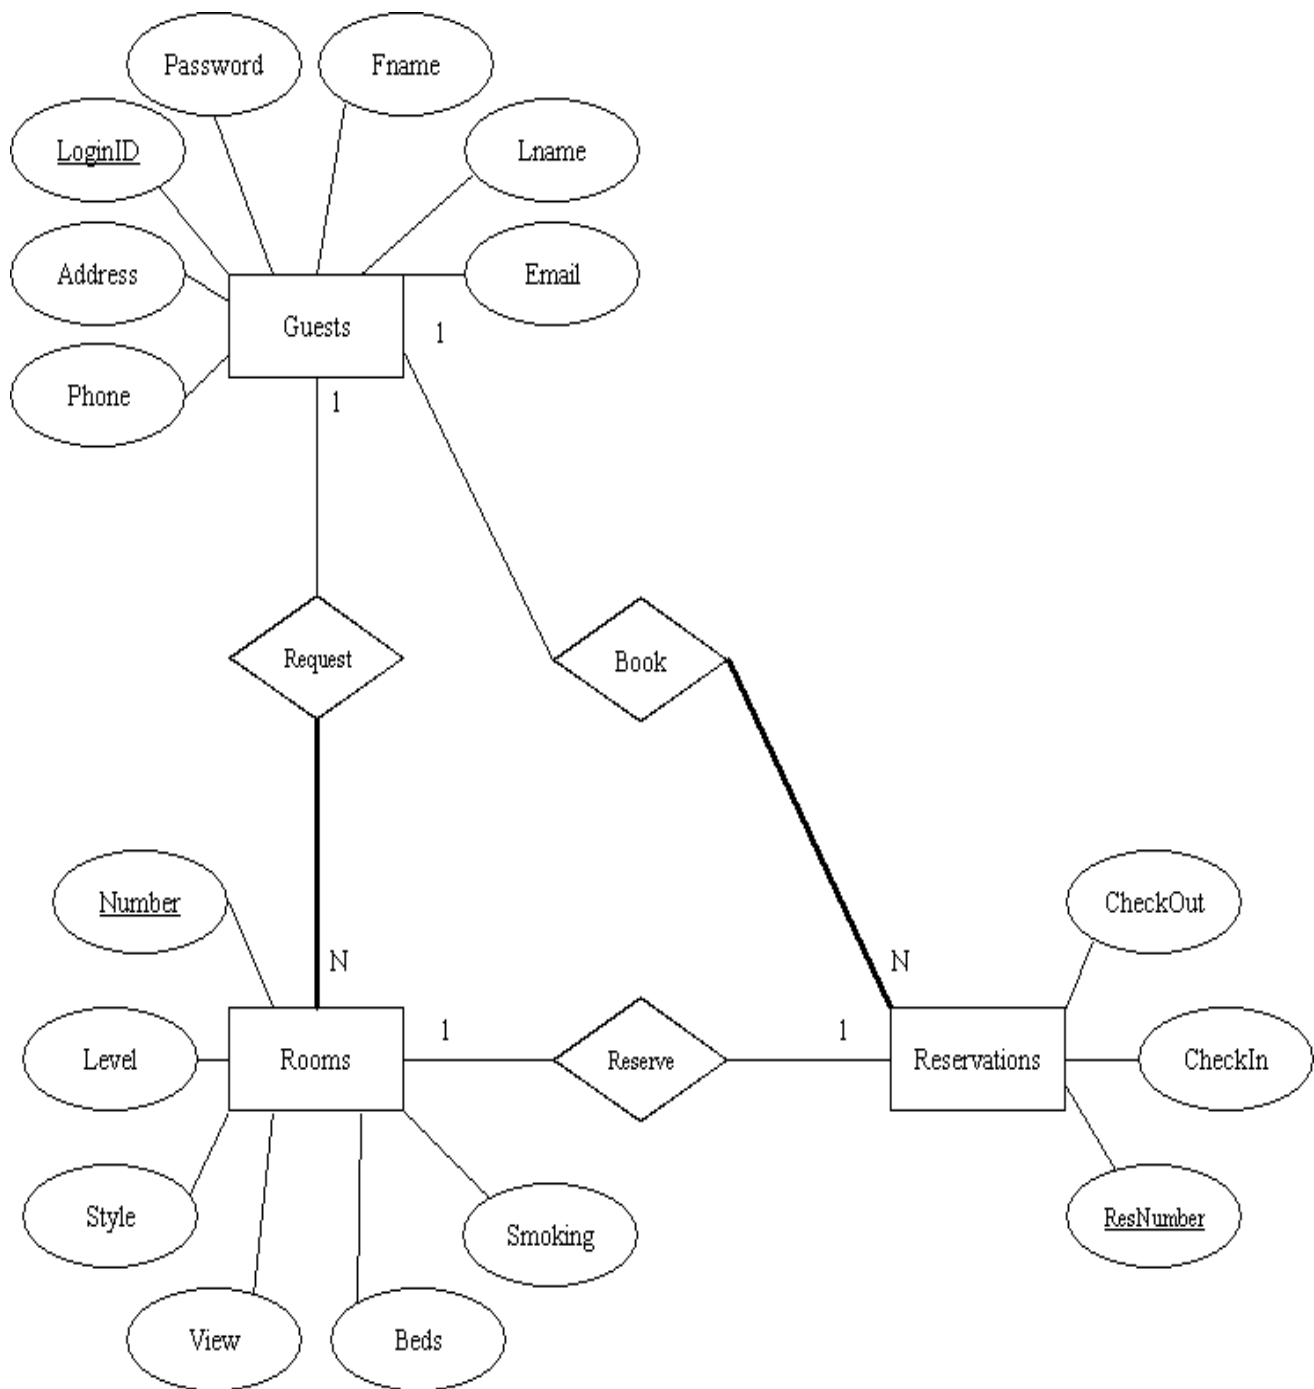 Password
Fname
LoginID
Lname
Address
Email
Guests
1
Phone
1
Request
Book
Number
CheckOut
N
N
Level
Rooms
1
Reserve
1
Reservations
CheckIn
Style
Smoking
ResNumber
View
Beds